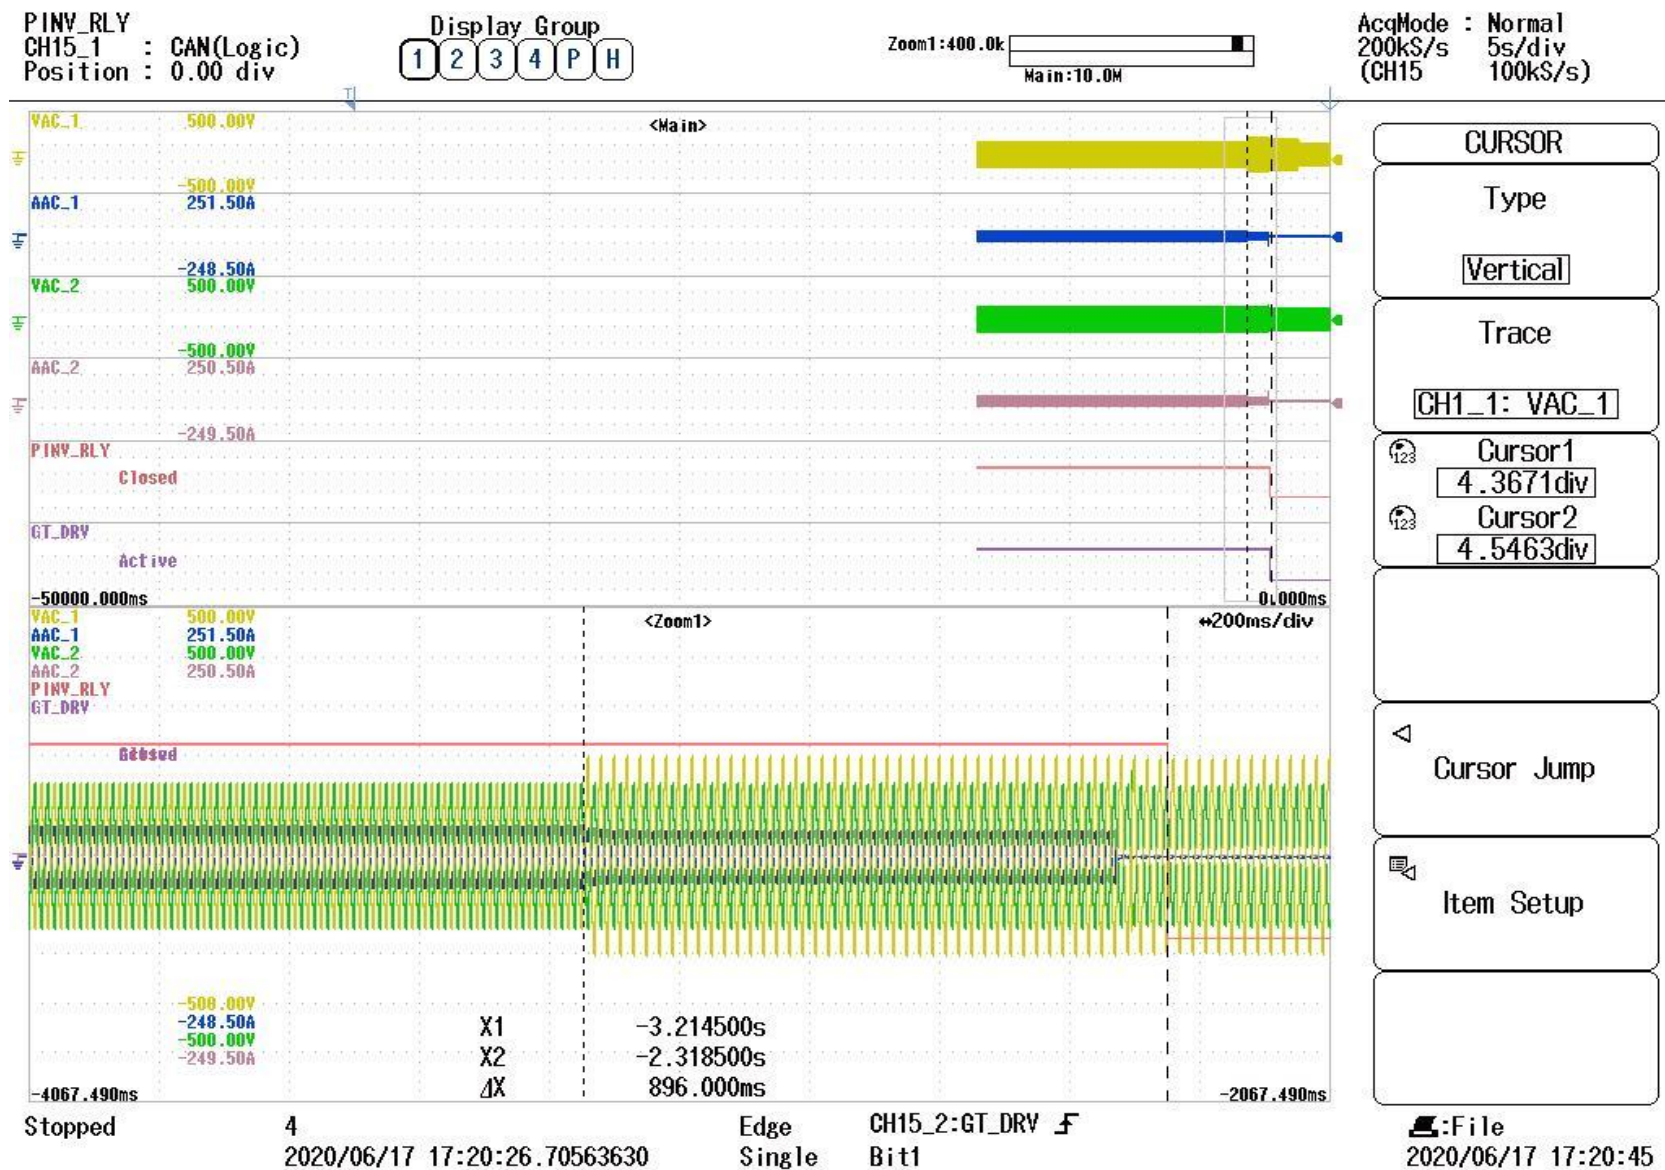 PINV_RLY
CH15_1 : CAN(Logic)
Position : 0.00 div
Display Group
1 2 3 4 P H
Zoom1:400.0k
Main:10.0M
AcqMode : Normal
200kS/s 5s/div
(CH15 100kS/s)
T
<Main>
VAC_1 500.00V
-500.00V
AAC_1 251.50A
-248.50A
VAC_2 500.00V
-500.00V
AAC_2 250.50A
-249.50A
PINV_RLY
Closed
GT_DRV
Active
-50000.000ms
0.000ms
<Zoom1>
⇔200ms/div
VAC_1 500.00V
AAC_1 251.50A
VAC_2 500.00V
AAC_2 250.50A
PINV_RLY
GT_DRV
-500.00V
-248.50A
-500.00V
-249.50A
X1 -3.214500s
X2 -2.318500s
ΔX 896.000ms
-4067.490ms
-2067.490ms
CURSOR
Type
Vertical
Trace
CH1_1: VAC_1
123
Cursor1
4.3671div
123
Cursor2
4.5463div
Cursor Jump
Item Setup
Stopped 4
2020/06/17 17:20:26.70563630
Edge CH15_2:GT_DRV
Single Bit1
:File
2020/06/17 17:20:45